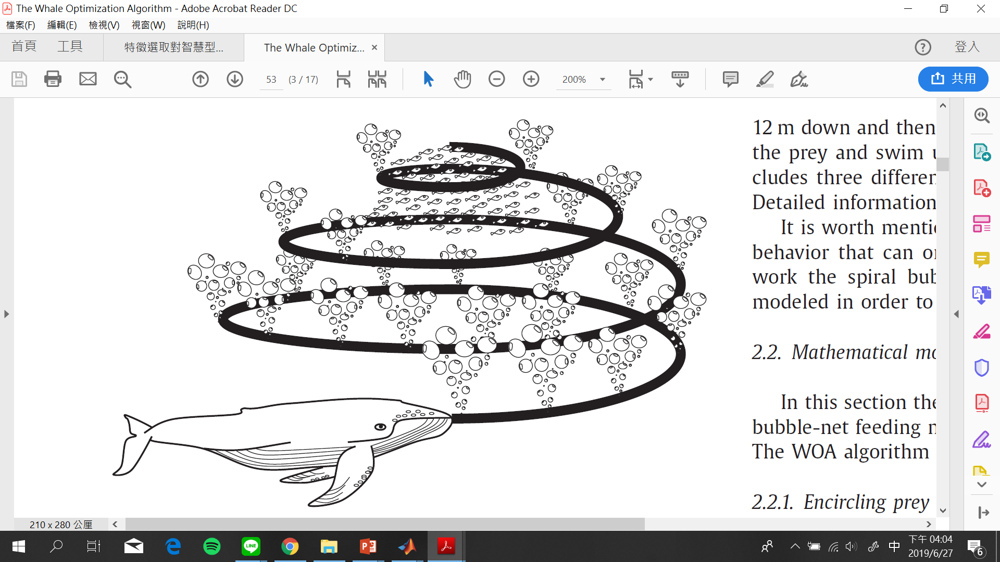 The Whale Optimization Algorithm - Adobe Acrobat Reader DC
檔案(F) 編輯(E) 檢視(V) 視窗(W) 說明(H)
首頁 工具 特徵選取對智慧型... The Whale Optimiz... 登入
53 (3 / 17) 200% 共用
12 m down and then
the prey and swim
cludes three differen
Detailed information
It is worth menti
behavior that can o
work the spiral bub
modeled in order to
2.2. Mathematical mo
In this section the
bubble-net feeding
The WOA algorithm
2.2.1. Encircling prey
210 x 280 公厘
LINE
中 下午 04:04
2019/6/27
6